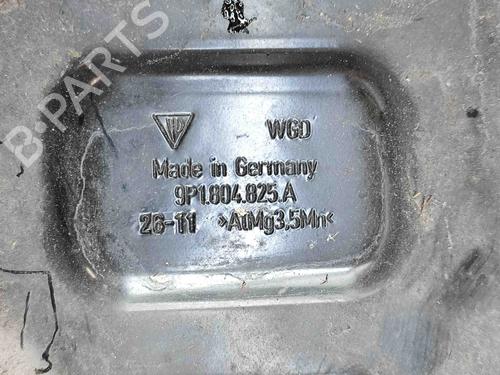 WGD
Made in Germany
9P1.804.825.A
26-11 >AlMg3.5Mn<
B-PARTS